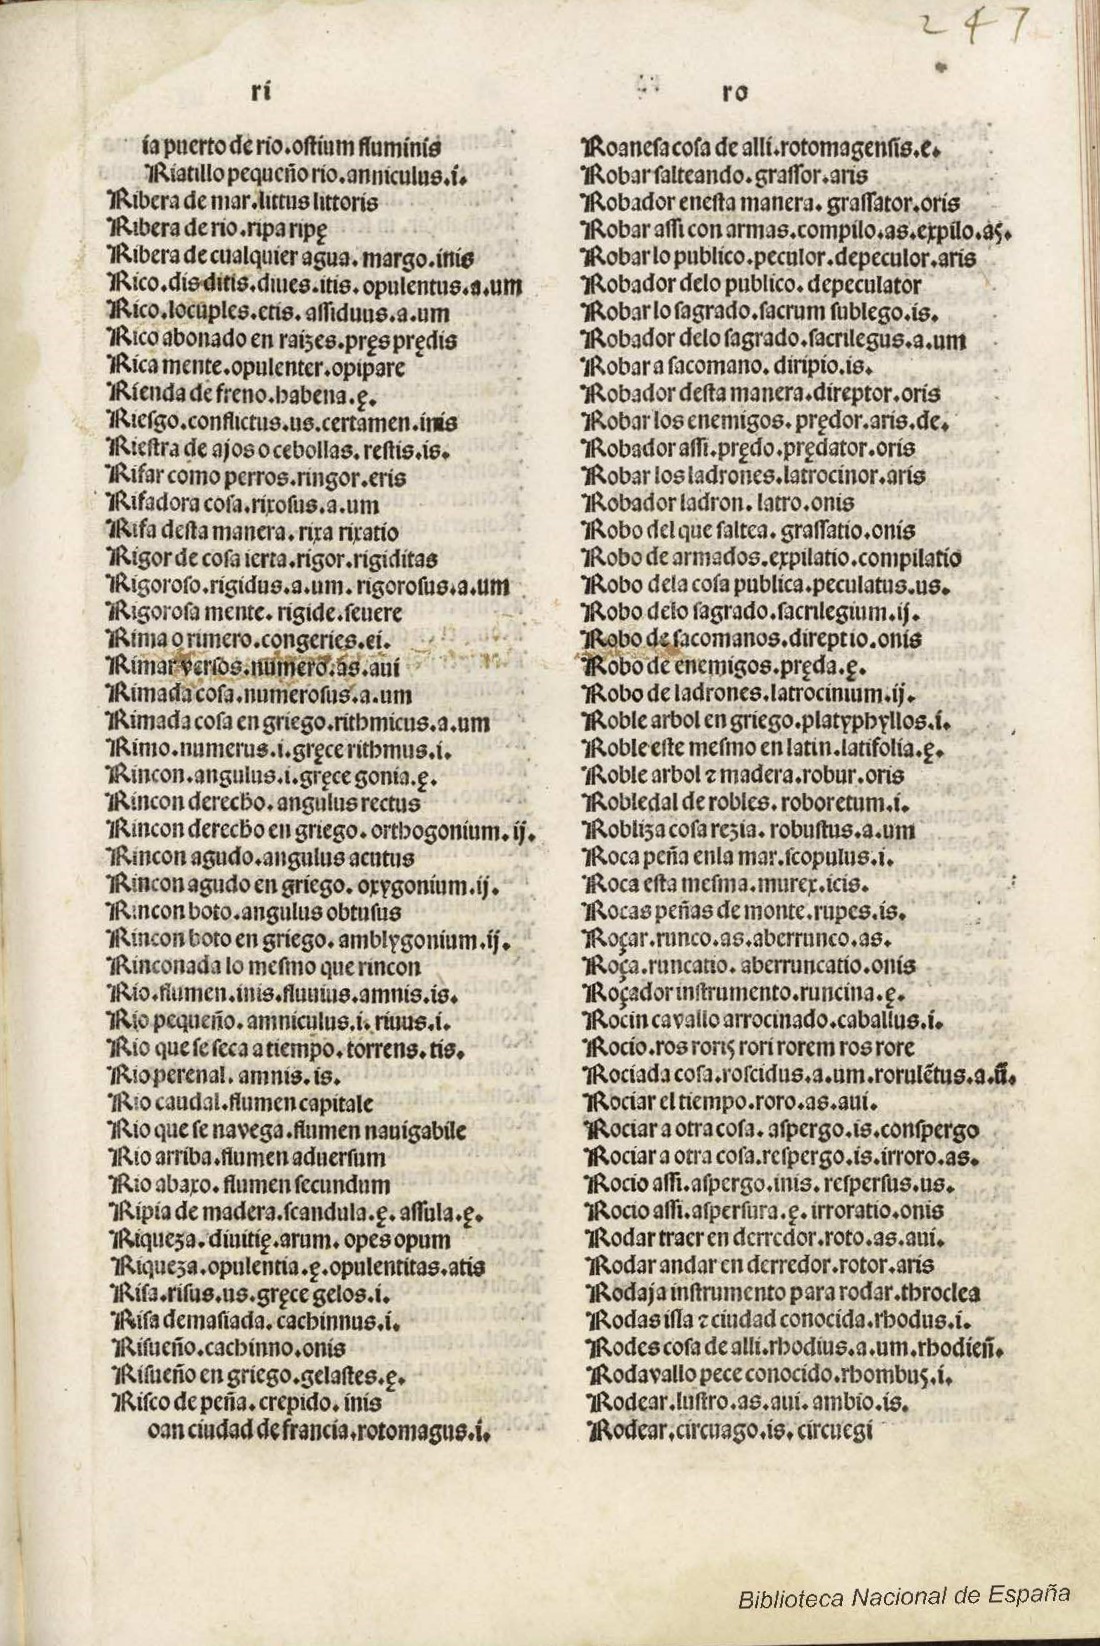 247
ri
ia puerto de rio.ostium fluminis
Riatillo pequeño rio.anniculus.i.
Ribera de mar.littus littoris
Ribera de rio.ripa ripę
Ribera de cualquier agua.margo.inis
Rico.dis ditis.diues.itis.opulentus.a.um
Rico.locuples.etis.assiduus.a.um
Rico abonado en raizes.pręs prędis
Rica mente.opulenter.opipare
Rienda de freno.habena.ę.
Riesgo.conflictus.us.certamen.inis
Riestra de ajos o cebollas.restis.is.
Rifar como perros.ringor.eris
Rifadora cosa.rixosus.a.um
Rifa desta manera.rixa rixatio
Rigor de cosa ierta.rigor.rigiditas
Rigoroso.rigidus.a.um.rigorosus.a.um
Rigorosa mente.rigide.seuere
Rima o rimero.congeries.ei.
Rimar versos.numero.as.aui
Rimada cosa.numerosus.a.um
Rimada cosa en griego.rithmicus.a.um
Rimo.numerus.i.gręce rithmus.i.
Rincon.angulus.i.gręce gonia.ę.
Rincon derecho.angulus rectus
Rincon derecho en griego.orthogonium.ij.
Rincon agudo.angulus acutus
Rincon agudo en griego.oxygonium.ij.
Rincon boto.angulus obtusus
Rincon boto en griego.amblygonium.ij.
Rinconada lo mesmo que rincon
Rio.flumen.inis.fluuius.amnis.is.
Rio pequeño.amniculus.i.riuus.i.
Rio que se seca a tiempo.torrens.tis.
Rio perenal.amnis.is.
Rio caudal.flumen capitale
Rio que se navega.flumen nauigabile
Rio arriba.flumen aduersum
Rio abaxo.flumen secundum
Ripia de madera.scandula.ę.assula.ę.
Riqueza.diuitię.arum.opes opum
Riqueza.opulentia.ę.opulentitas.atis
Risa.risus.us.gręce gelos.i.
Risa demasiada.cachinnus.i.
Risueño.cachinno.onis
Risueño en griego.gelastes.ę.
Risco de peña.crepido.inis
oan ciudad de francia.rotomagus.i.
ro
Roanesa cosa de alli.rotomagensis.e.
Robar salteando.grassor.aris
Robador enesta manera.grassator.oris
Robar assi con armas.compilo.as.expilo.as.
Robar lo publico.peculor.depeculor.aris
Robador delo publico.depeculator
Robar lo sagrado.sacrum sublego.is.
Robador delo sagrado.sacrilegus.a.um
Robar a sacomano.diripio.is.
Robador desta manera.direptor.oris
Robar los enemigos.prędor.aris.de.
Robador assi.prędo.prędator.oris
Robar los ladrones.latrocinor.aris
Robador ladron.latro.onis
Robo del que saltea.grassatio.onis
Robo de armados.expilatio.compilatio
Robo dela cosa publica.peculatus.us.
Robo delo sagrado.sacrilegium.ij.
Robo de sacomanos.direptio.onis
Robo de enemigos.pręda.ę.
Robo de ladrones.latrocinium.ij.
Roble arbol en griego.platyphyllos.i.
Roble este mesmo en latin.latifolia.ę.
Roble arbol ⁊ madera.robur.oris
Robledal de robles.roboretum.i.
Robliza cosa rezia.robustus.a.um
Roca peña enla mar.scopulus.i.
Roca esta mesma.murex.icis.
Rocas peñas de monte.rupes.is.
Roçar.runco.as.aberrunco.as.
Roça.runcatio.aberruncatio.onis
Roçador instrumento.runcina.ę.
Rocin cavallo arrocinado.caballus.i.
Rocio.ros roris rori rorem ros rore
Rociada cosa.roscidus.a.um.rorulẽtus.a.ũ.
Rociar el tiempo.roro.as.aui.
Rociar a otra cosa.aspergo.is.conspergo
Rociar a otra cosa.respergo.is.irroro.as.
Rocio assi.aspergo.inis.respersus.us.
Rocio assi.aspersura.ę.irroratio.onis
Rodar traer en derredor.roto.as.aui.
Rodar andar en derredor.rotor.aris
Rodaja instrumento para rodar.throclea
Rodas isla ⁊ ciudad conocida.rhodus.i.
Rodes cosa de alli.rhodius.a.um.rhodieñ.
Rodavallo pece conocido.rhombus.i.
Rodear.lustro.as.aui.ambio.is.
Rodear.circuago.is.circuegi
Biblioteca Nacional de España